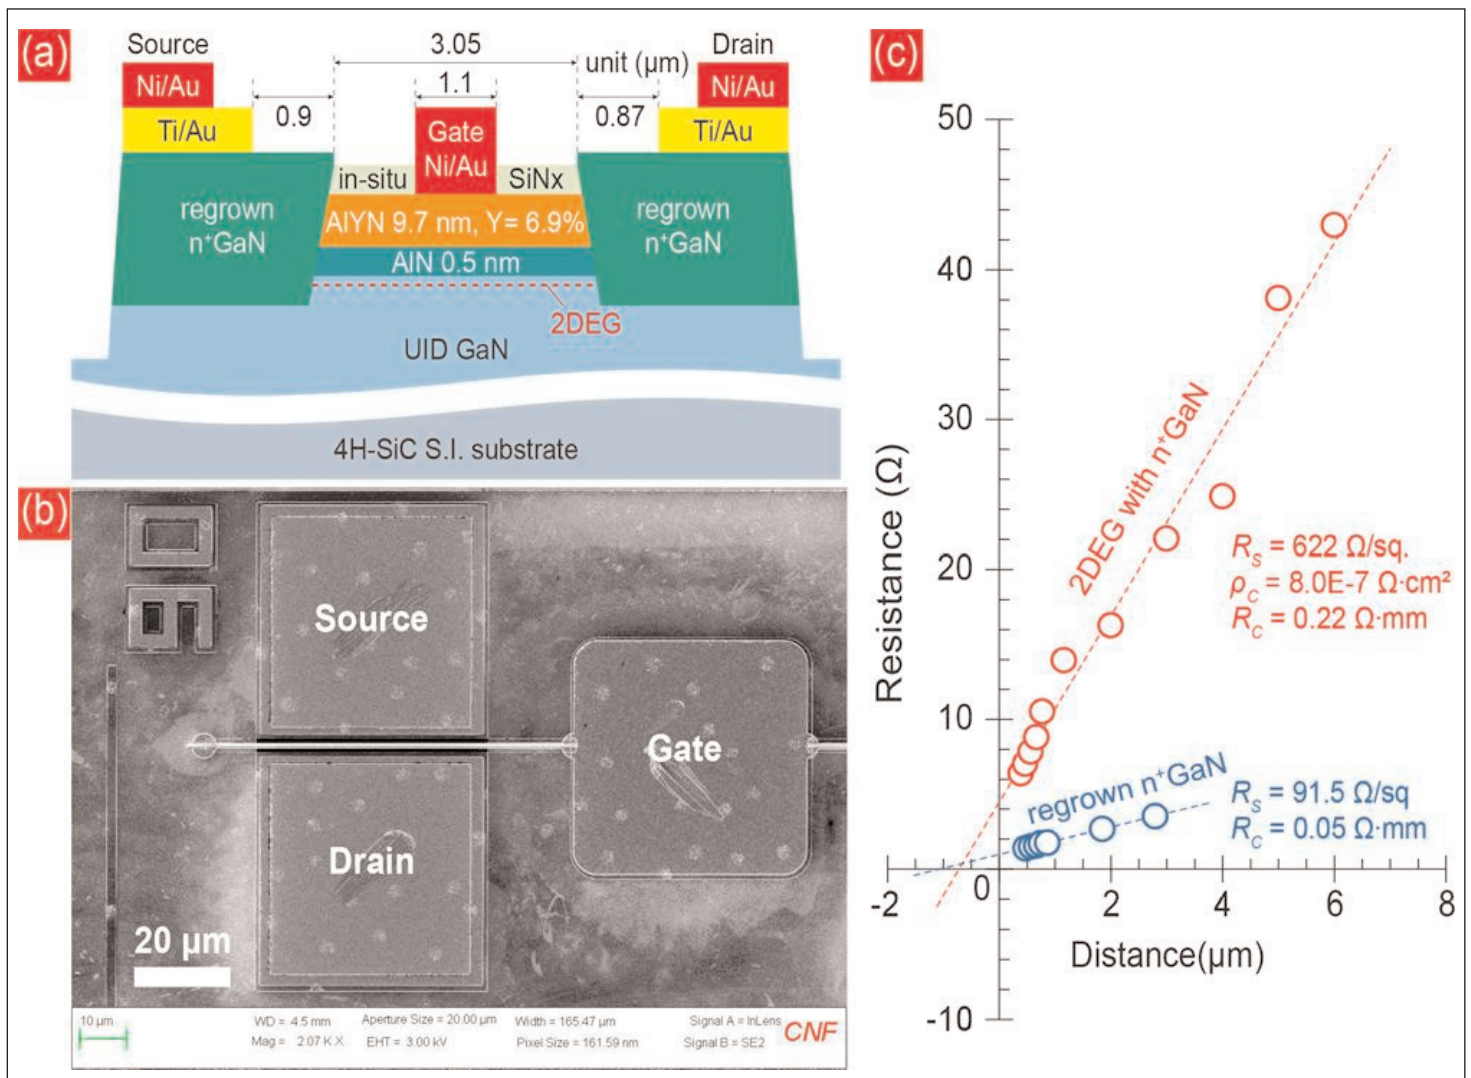 (a)
Source
3.05
unit (μm)
Drain
Ni/Au
1.1
Ni/Au
0.9
0.87
Ti/Au
Gate
Ni/Au
Ti/Au
in-situ
SiNx
regrown
n⁺GaN
AlYN 9.7 nm, Y= 6.9%
regrown
n⁺GaN
AlN 0.5 nm
2DEG
UID GaN
4H-SiC S.I. substrate
(b)
Source
Gate
Drain
20 μm
10 μm
WD = 4.5 mm
Aperture Size = 20.00 μm
Width = 165.47 μm
Signal A = InLens
Mag = 2.07 K X
EHT = 3.00 kV
Pixel Size = 161.59 nm
Signal B = SE2
CNF
(c)
50
40
30
20
10
0
-10
-2
2
4
6
8
Resistance (Ω)
Distance(μm)
2DEG with n⁺GaN
R_S = 622 Ω/sq.
ρ_C = 8.0E-7 Ω·cm²
R_C = 0.22 Ω·mm
regrown n⁺GaN
R_S = 91.5 Ω/sq
R_C = 0.05 Ω·mm